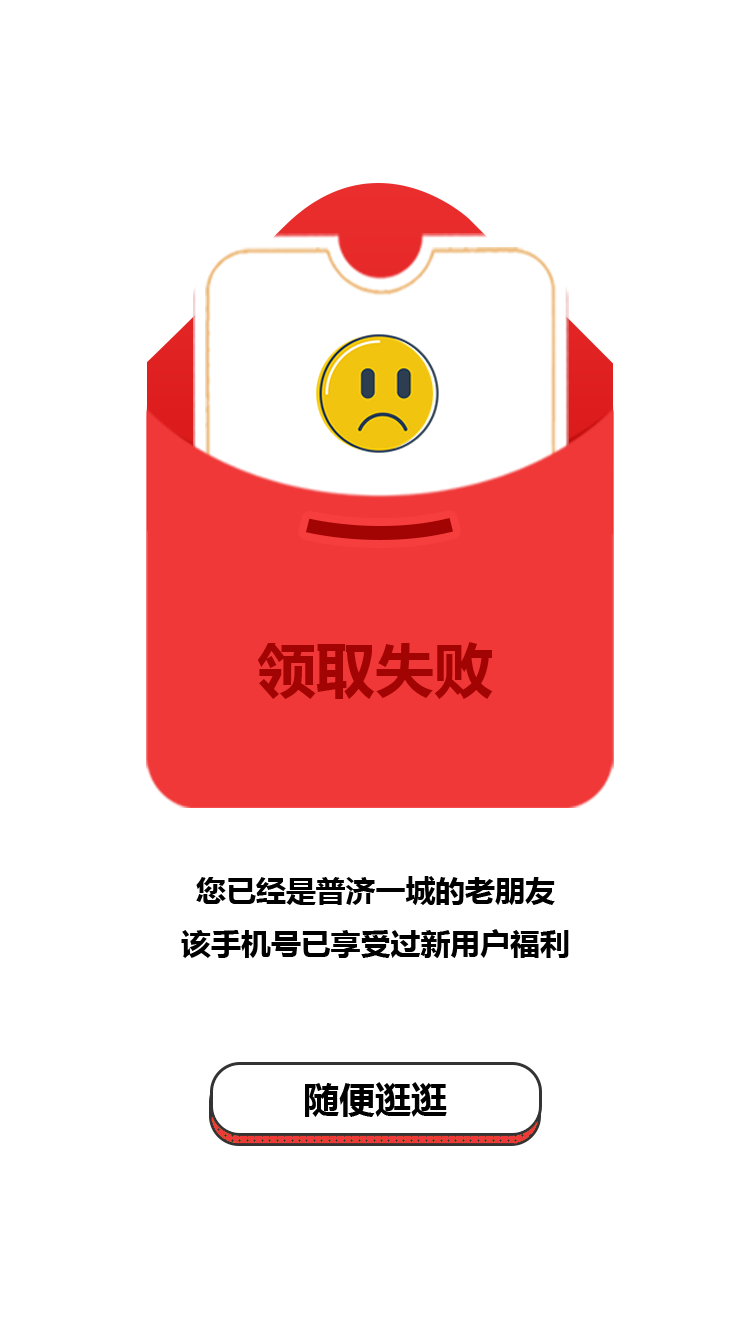 领取失败
您已经是普济一城的老朋友
该手机号已享受过新用户福利
随便逛逛